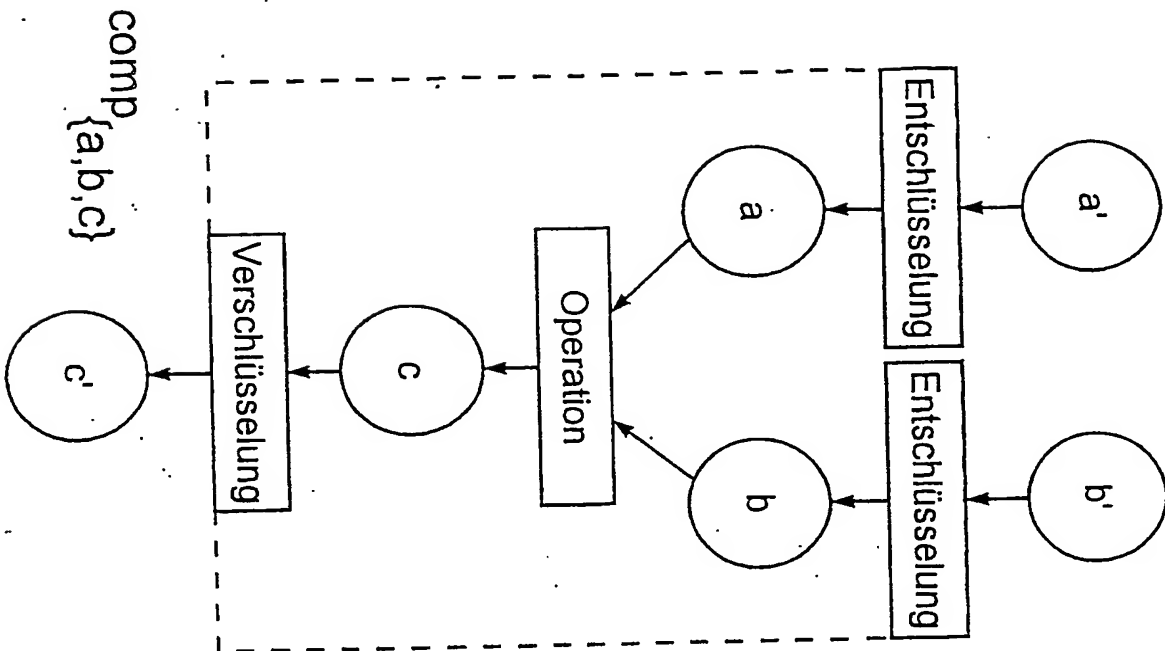 a' b'
Entschlüsselung Entschlüsselung
a b
Operation
c
Verschlüsselung
comp {a,b,c}
c'